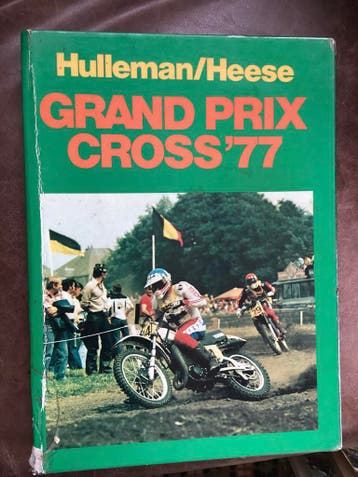 Hulleman/Heese
GRAND PRIX
CROSS'77